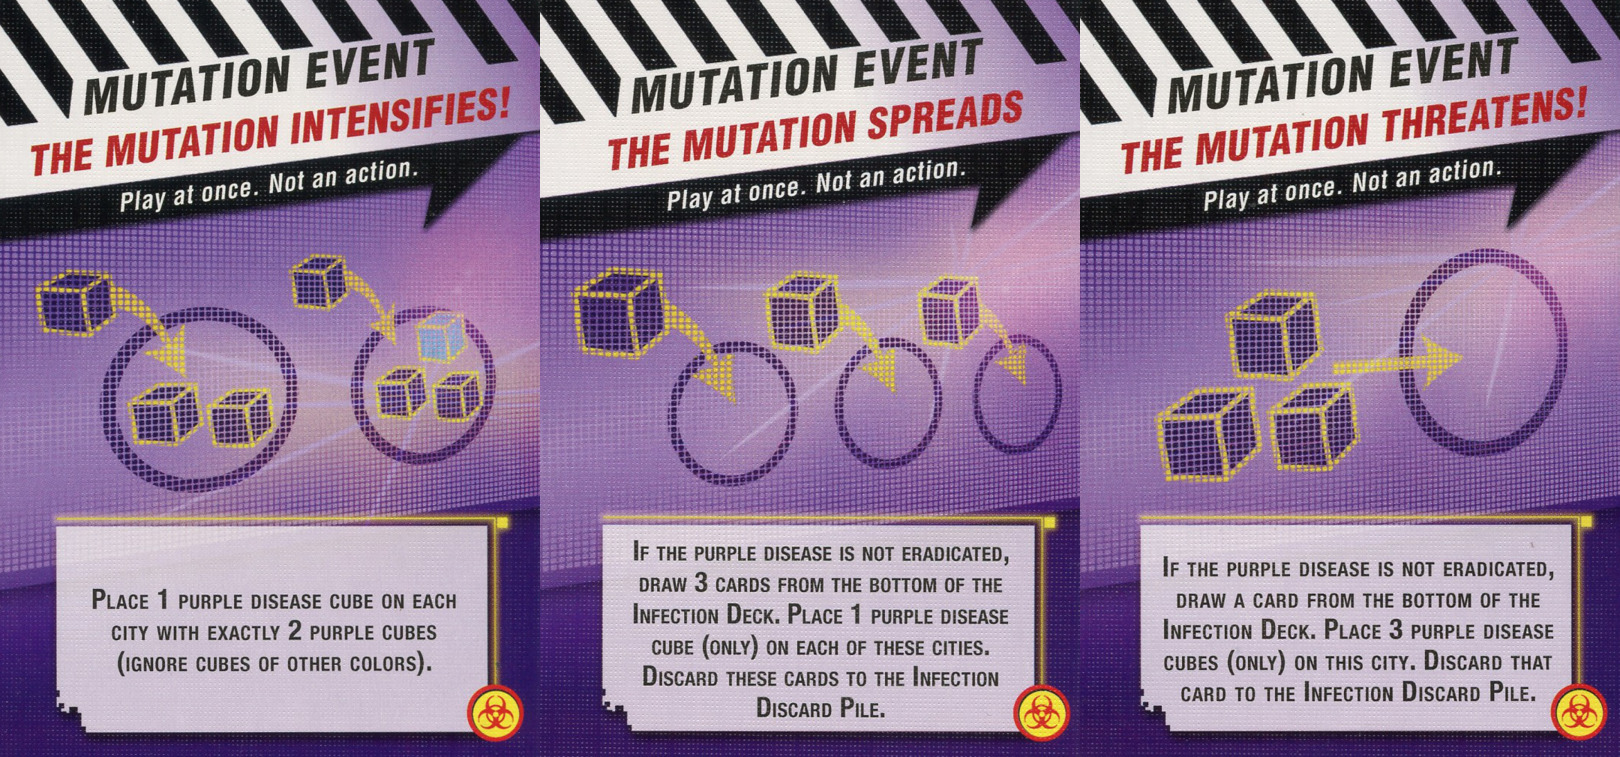 MUTATION EVENT
THE MUTATION INTENSIFIES!
Play at once. Not an action.
PLACE 1 PURPLE DISEASE CUBE ON EACH
CITY WITH EXACTLY 2 PURPLE CUBES
(IGNORE CUBES OF OTHER COLORS).
MUTATION EVENT
THE MUTATION SPREADS
Play at once. Not an action.
IF THE PURPLE DISEASE IS NOT ERADICATED,
DRAW 3 CARDS FROM THE BOTTOM OF THE
INFECTION DECK. PLACE 1 PURPLE DISEASE
CUBE (ONLY) ON EACH OF THESE CITIES.
DISCARD THESE CARDS TO THE INFECTION
DISCARD PILE.
MUTATION EVENT
THE MUTATION THREATENS!
Play at once. Not an action.
IF THE PURPLE DISEASE IS NOT ERADICATED,
DRAW A CARD FROM THE BOTTOM OF THE
INFECTION DECK. PLACE 3 PURPLE DISEASE
CUBES (ONLY) ON THIS CITY. DISCARD THAT
CARD TO THE INFECTION DISCARD PILE.